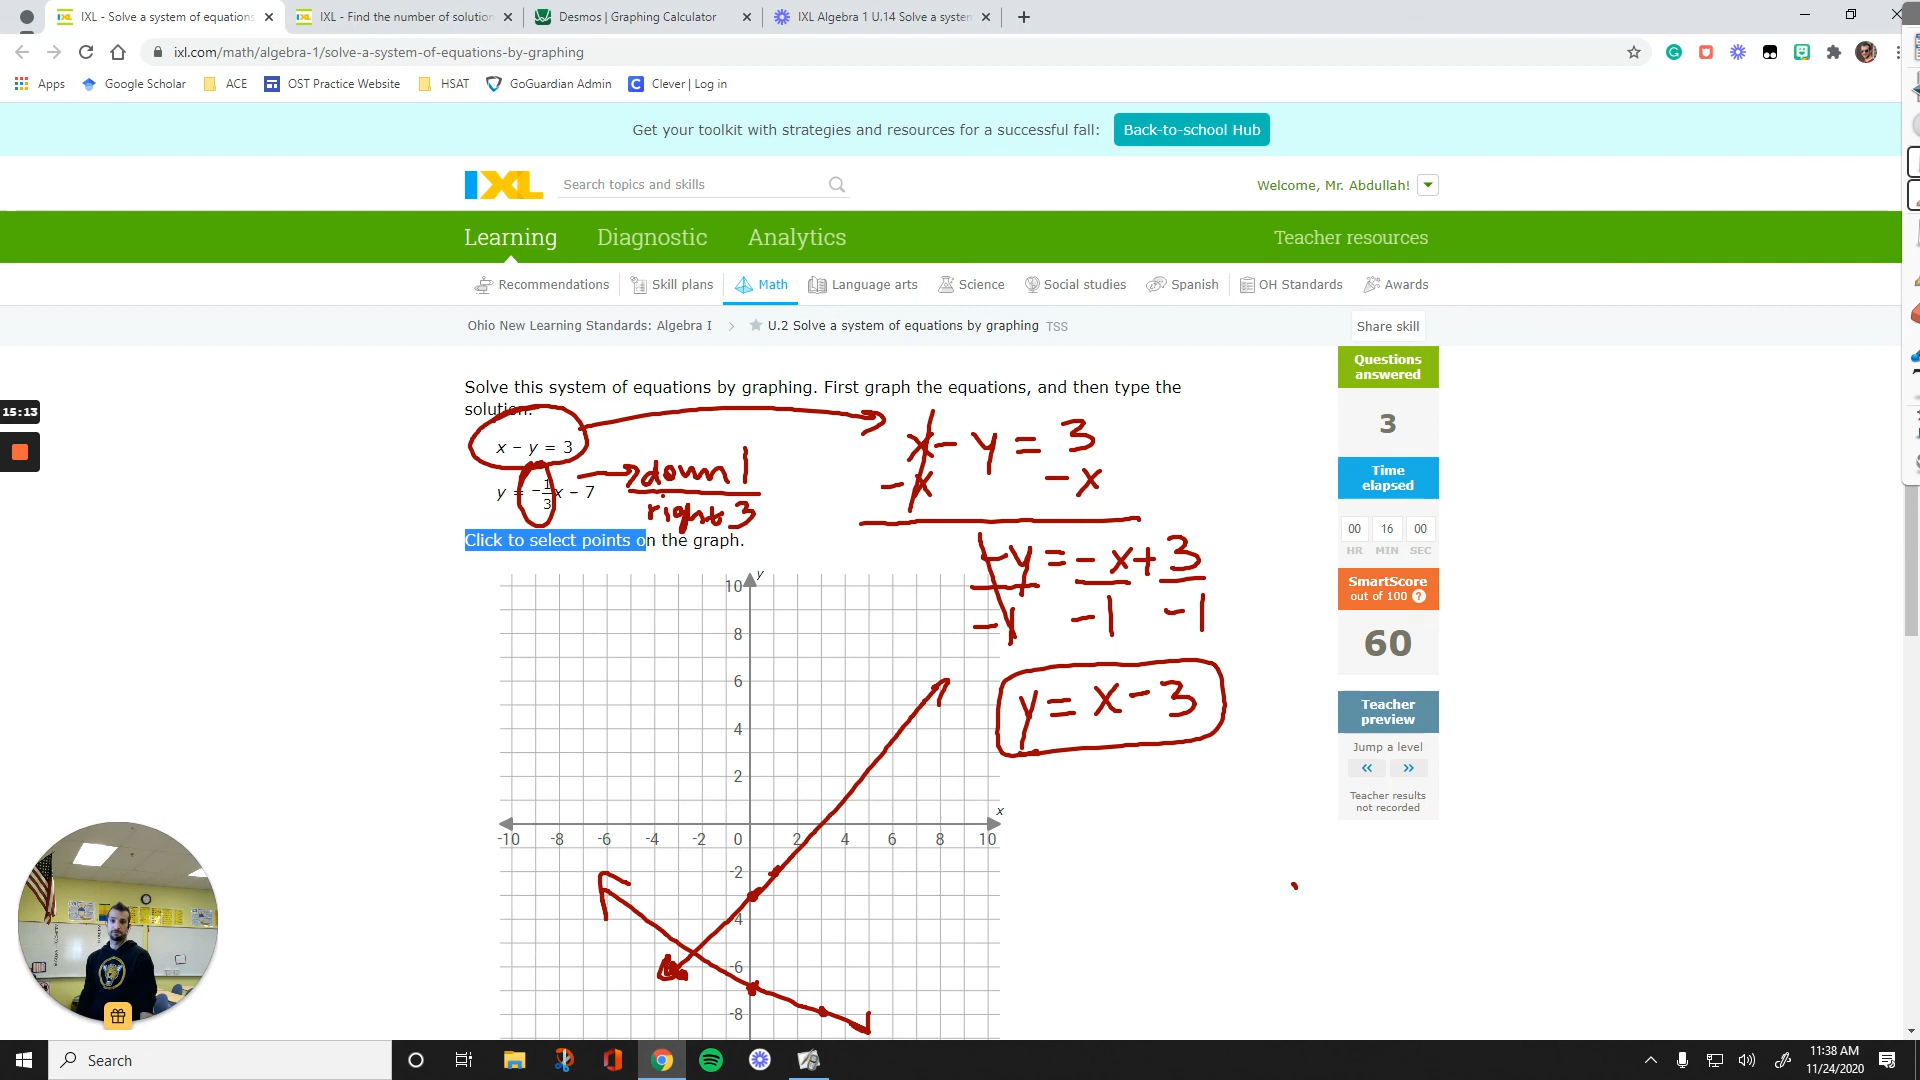 IXL - Solve a system of equations
IXL - Find the number of solution
Desmos | Graphing Calculator
IXL Algebra 1 U.14 Solve a system
ixl.com/math/algebra-1/solve-a-system-of-equations-by-graphing
Apps Google Scholar ACE OST Practice Website HSAT GoGuardian Admin Clever | Log in
Get your toolkit with strategies and resources for a successful fall: Back-to-school Hub
IXL Search topics and skills Welcome, Mr. Abdullah!
Learning Diagnostic Analytics Teacher resources
Recommendations Skill plans Math Language arts Science Social studies Spanish OH Standards Awards
Ohio New Learning Standards: Algebra I > U.2 Solve a system of equations by graphing TSS
Share skill
Solve this system of equations by graphing. First graph the equations, and then type the
solution.
x − y = 3
y = −1/3x − 7
down 1
right 3
x − y = 3
−x −x
−y = −x + 3
−1 −1 −1
y = x − 3
Click to select points on the graph.
y
10
8
6
4
2
x
-10 -8 -6 -4 -2 0 2 4 6 8 10
-2
-4
-6
-8
Questions
answered
3
Time
elapsed
00 16 00
HR MIN SEC
SmartScore
out of 100 ?
60
Teacher
preview
Jump a level
« »
Teacher results
not recorded
15:13
Search
11:38 AM
11/24/2020